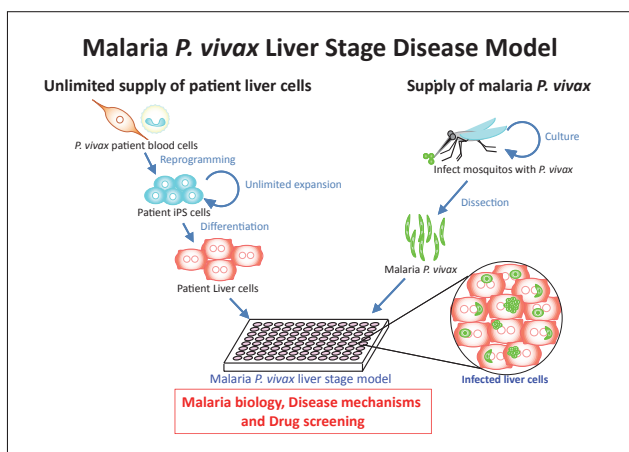 Malaria P. vivax Liver Stage Disease Model
Unlimited supply of patient liver cells
P. vivax patient blood cells
Reprogramming
Unlimited expansion
Patient iPS cells
Differentiation
Patient Liver cells
Supply of malaria P. vivax
Culture
Infect mosquitos with P. vivax
Dissection
Malaria P. vivax
Malaria P. vivax liver stage model
Infected liver cells
Malaria biology, Disease mechanisms
and Drug screening